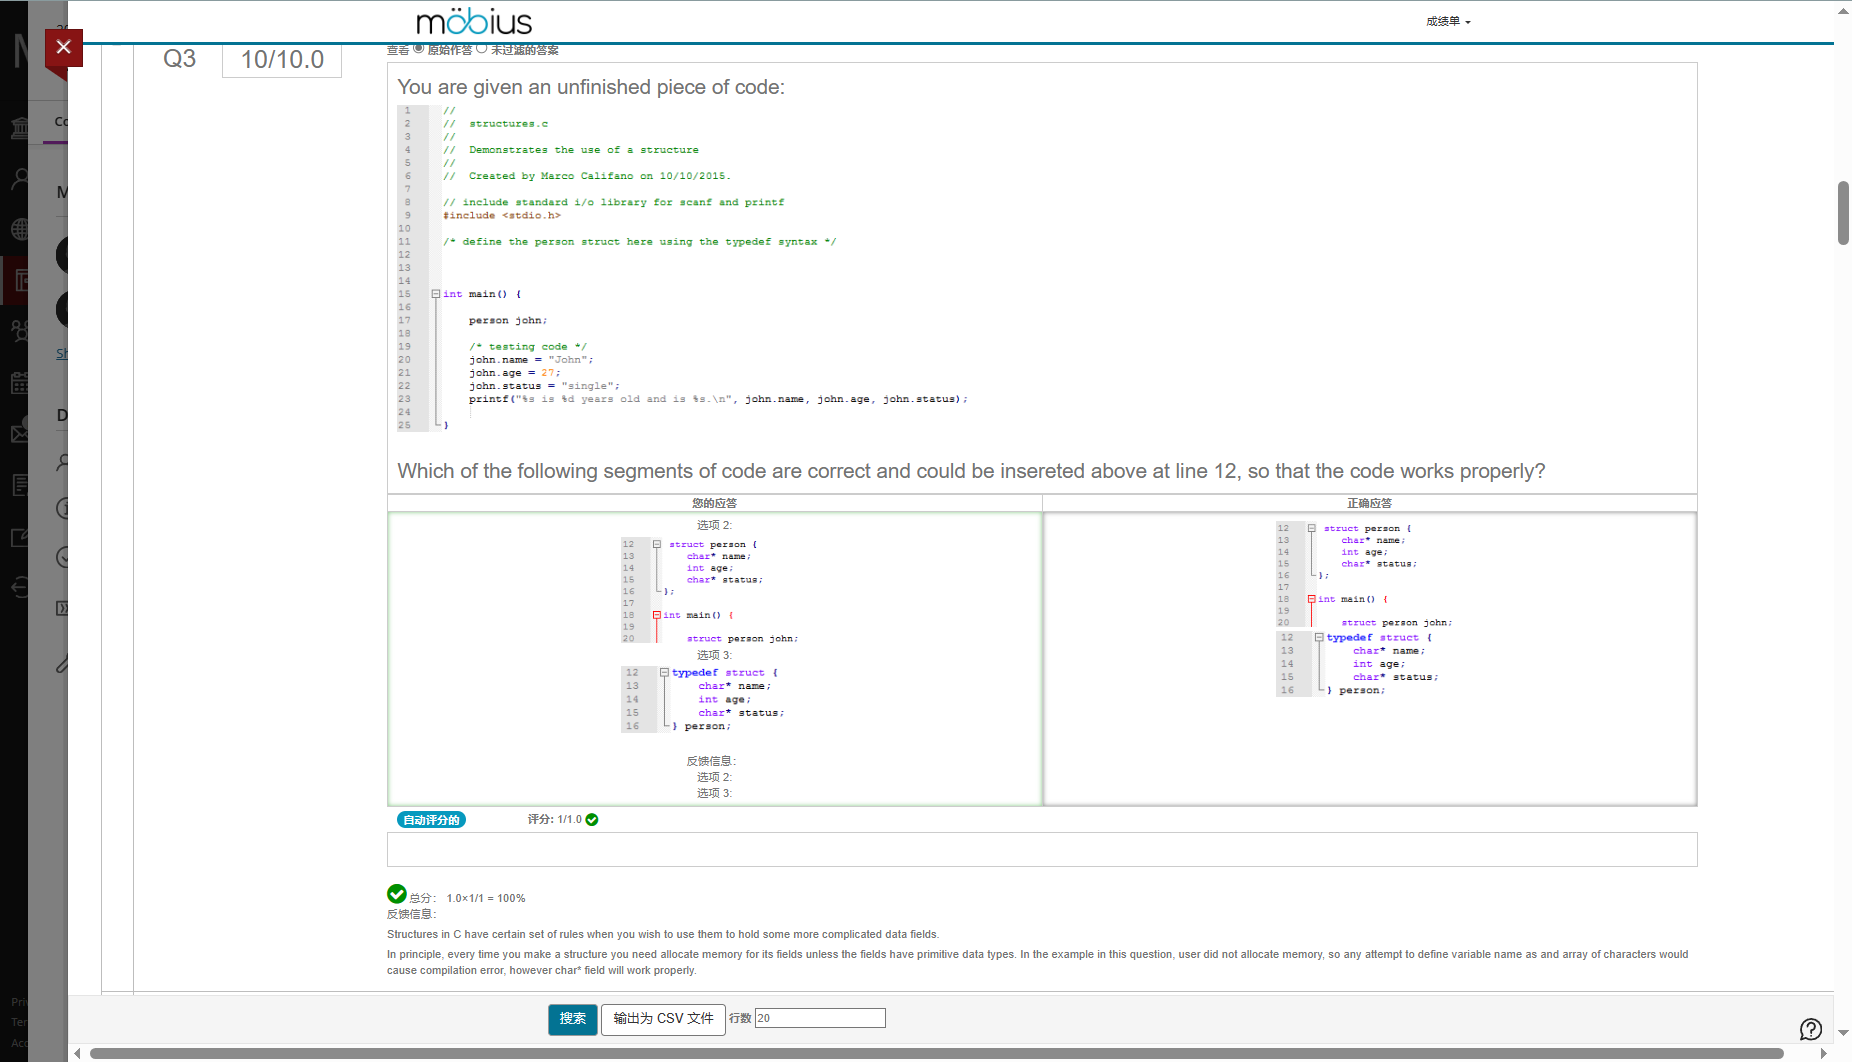 möbius
成绩单
Q3
10/10.0
查看 原始作答 未过滤的答案
You are given an unfinished piece of code:
1 //
2 // structures.c
3 //
4 // Demonstrates the use of a structure
5 //
6 // Created by Marco Califano on 10/10/2015.
7
8 // include standard i/o library for scanf and printf
9 #include <stdio.h>
10
11 /* define the person struct here using the typedef syntax */
12
13
14
15 int main() {
16
17 person john;
18
19 /* testing code */
20 john.name = "John";
21 john.age = 27;
22 john.status = "single";
23 printf("%s is %d years old and is %s.\n", john.name, john.age, john.status);
24
25 }
Which of the following segments of code are correct and could be insereted above at line 12, so that the code works properly?
您的应答
选项 2:
12 struct person {
13 char* name;
14 int age;
15 char* status;
16 };
17
18 int main() {
19
20 struct person john;
选项 3:
12 typedef struct {
13 char* name;
14 int age;
15 char* status;
16 } person;
反馈信息:
选项 2:
选项 3:
正确应答
12 struct person {
13 char* name;
14 int age;
15 char* status;
16 };
17
18 int main() {
19
20 struct person john;
12 typedef struct {
13 char* name;
14 int age;
15 char* status;
16 } person;
自动评分的
评分: 1/1.0
总分: 1.0×1/1 = 100%
反馈信息:
Structures in C have certain set of rules when you wish to use them to hold some more complicated data fields.
In principle, every time you make a structure you need allocate memory for its fields unless the fields have primitive data types. In the example in this question, user did not allocate memory, so any attempt to define variable name as and array of characters would
cause compilation error, however char* field will work properly.
搜索
输出为 CSV 文件
行数 20